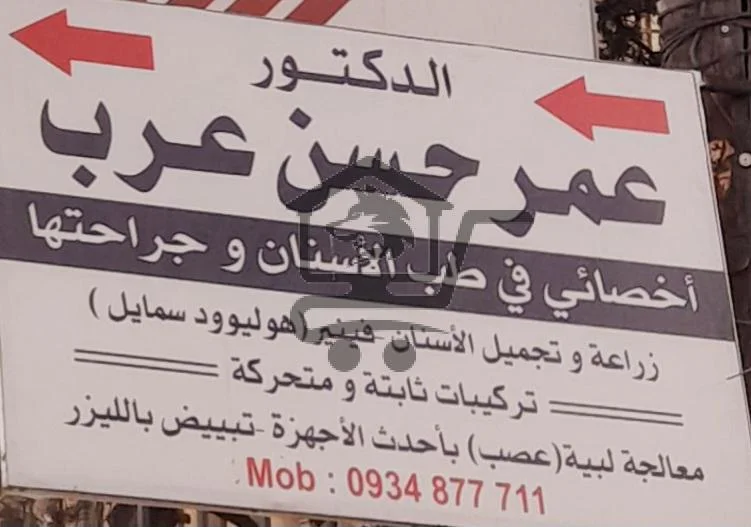 الدكتور
عمر حسن عرب
أخصائي في طب الأسنان و جراحتها
زراعة و تجميل الأسنان - فينير (هوليوود سمايل )
تركيبات ثابتة و متحركة
معالجة لبية (عصب) بأحدث الأجهزة - تبييض بالليزر
Mob : 0934 877 711